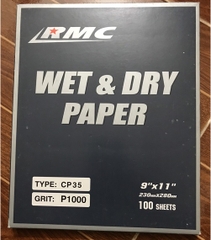 RMC
WET & DRY
PAPER
TYPE: CP35
GRIT: P1000
9"x11"
230mmX280mm
100 SHEETS